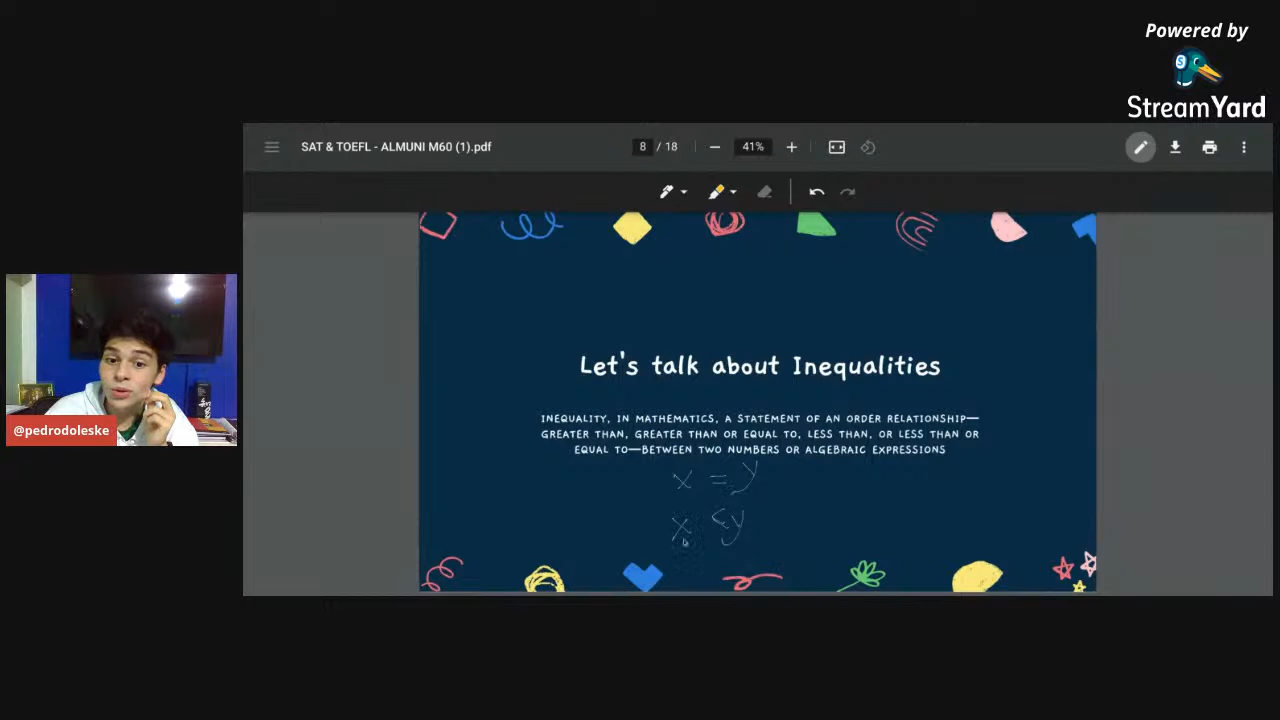 Powered by
StreamYard
SAT & TOEFL - ALMUNI M60 (1).pdf
8 / 18
41%
Let's talk about Inequalities
INEQUALITY, IN MATHEMATICS, A STATEMENT OF AN ORDER RELATIONSHIP—
GREATER THAN, GREATER THAN OR EQUAL TO, LESS THAN, OR LESS THAN OR
EQUAL TO—BETWEEN TWO NUMBERS OR ALGEBRAIC EXPRESSIONS
x = y
x < y
@pedrodoleske